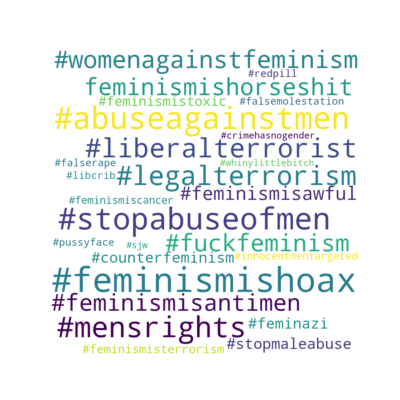 #womenagainstfeminism
#redpill
feminismishorseshit
#feminismistoxic #falsemolestation
#abuseagainstmen
#crimehasnogender
#liberalterrorist
#falserape #whinylittlebitch
#libcrib #legalterrorism
#feminismisawful
#feminismiscancer
#stopabuseofmen
#pussyface #sjw #fuckfeminism
#counterfeminism #innocentmentargeted
#feminismishoax
#feminismisantimen
#mensrights #feminazi
#feminismisterrorism #stopmaleabuse